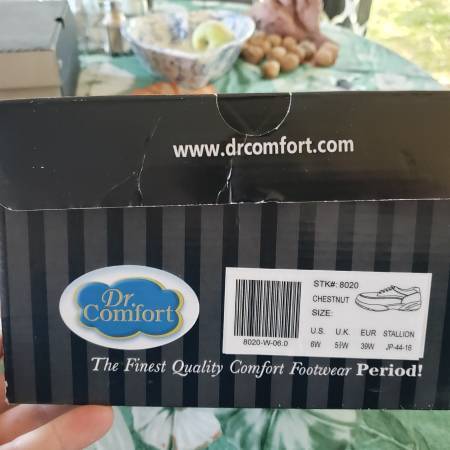 www.drcomfort.com
Dr.
Comfort
STK#: 8020
CHESTNUT
SIZE:
U.S. U.K. EUR STALLION
6W 5½W 39W JP-44-16
8020-W-06.0
The Finest Quality Comfort Footwear Period!